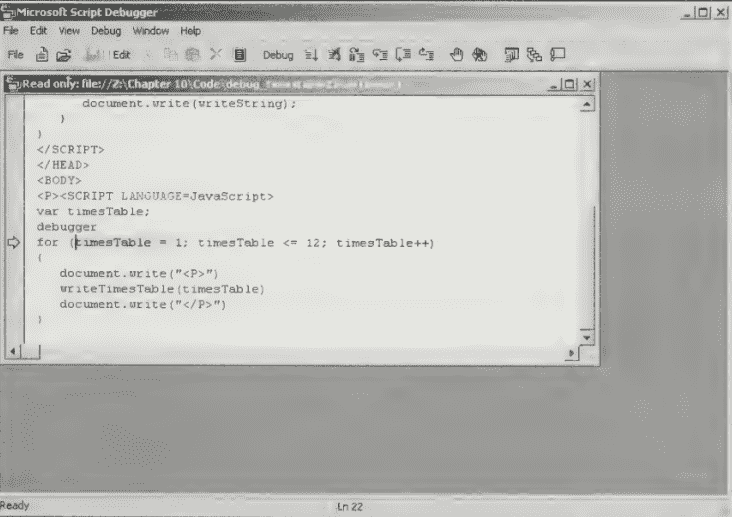 Microsoft Script Debugger
File Edit View Debug Window Help
File Edit Debug
Read only: file://Z:\Chapter 10\Code\debug
document.write(writeString);
}
}
</SCRIPT>
</HEAD>
<BODY>
<P><SCRIPT LANGUAGE=JavaScript>
var timesTable;
debugger
for (timesTable = 1; timesTable <= 12; timesTable++)
{
document.write("<P>")
writeTimesTable(timesTable)
document.write("</P>")
}
Ready Ln 22